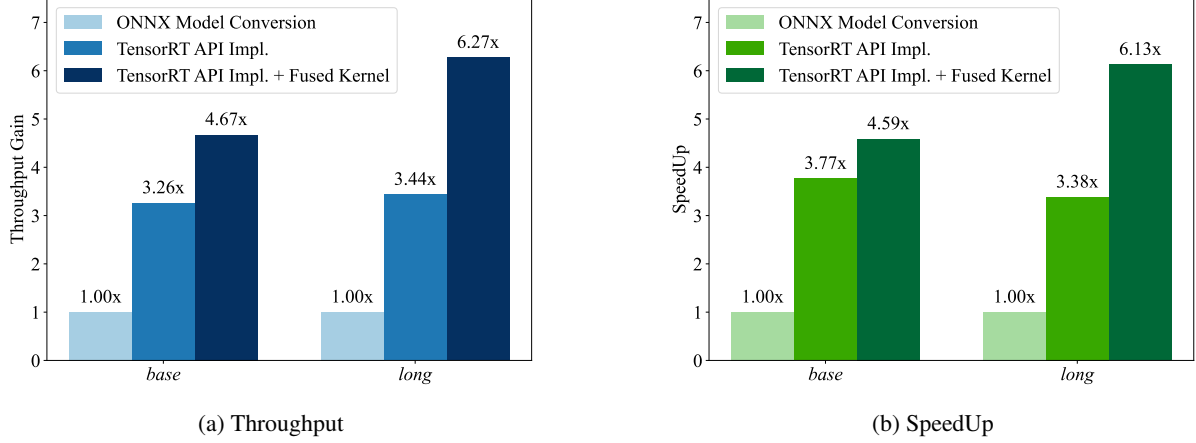 ONNX Model Conversion
TensorRT API Impl.
TensorRT API Impl. + Fused Kernel
Throughput Gain
7
6
5
4
3
2
1
0
1.00x
3.26x
4.67x
1.00x
3.44x
6.27x
base
long
(a) Throughput
ONNX Model Conversion
TensorRT API Impl.
TensorRT API Impl. + Fused Kernel
SpeedUp
7
6
5
4
3
2
1
0
1.00x
3.77x
4.59x
1.00x
3.38x
6.13x
base
long
(b) SpeedUp